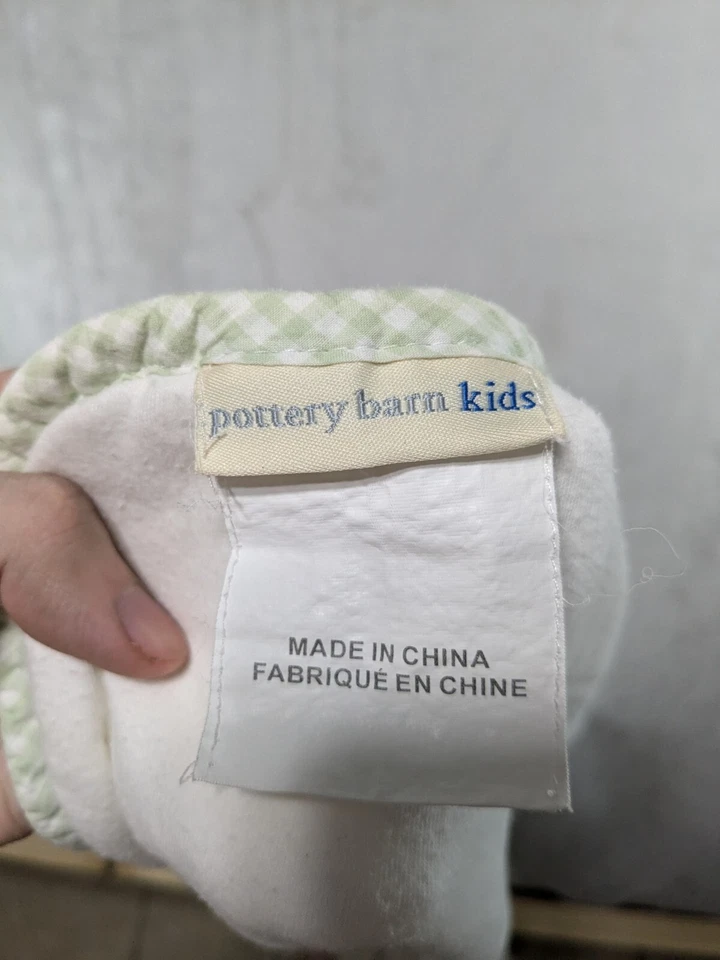 pottery barn kids
MADE IN CHINA
FABRIQUÉ EN CHINE